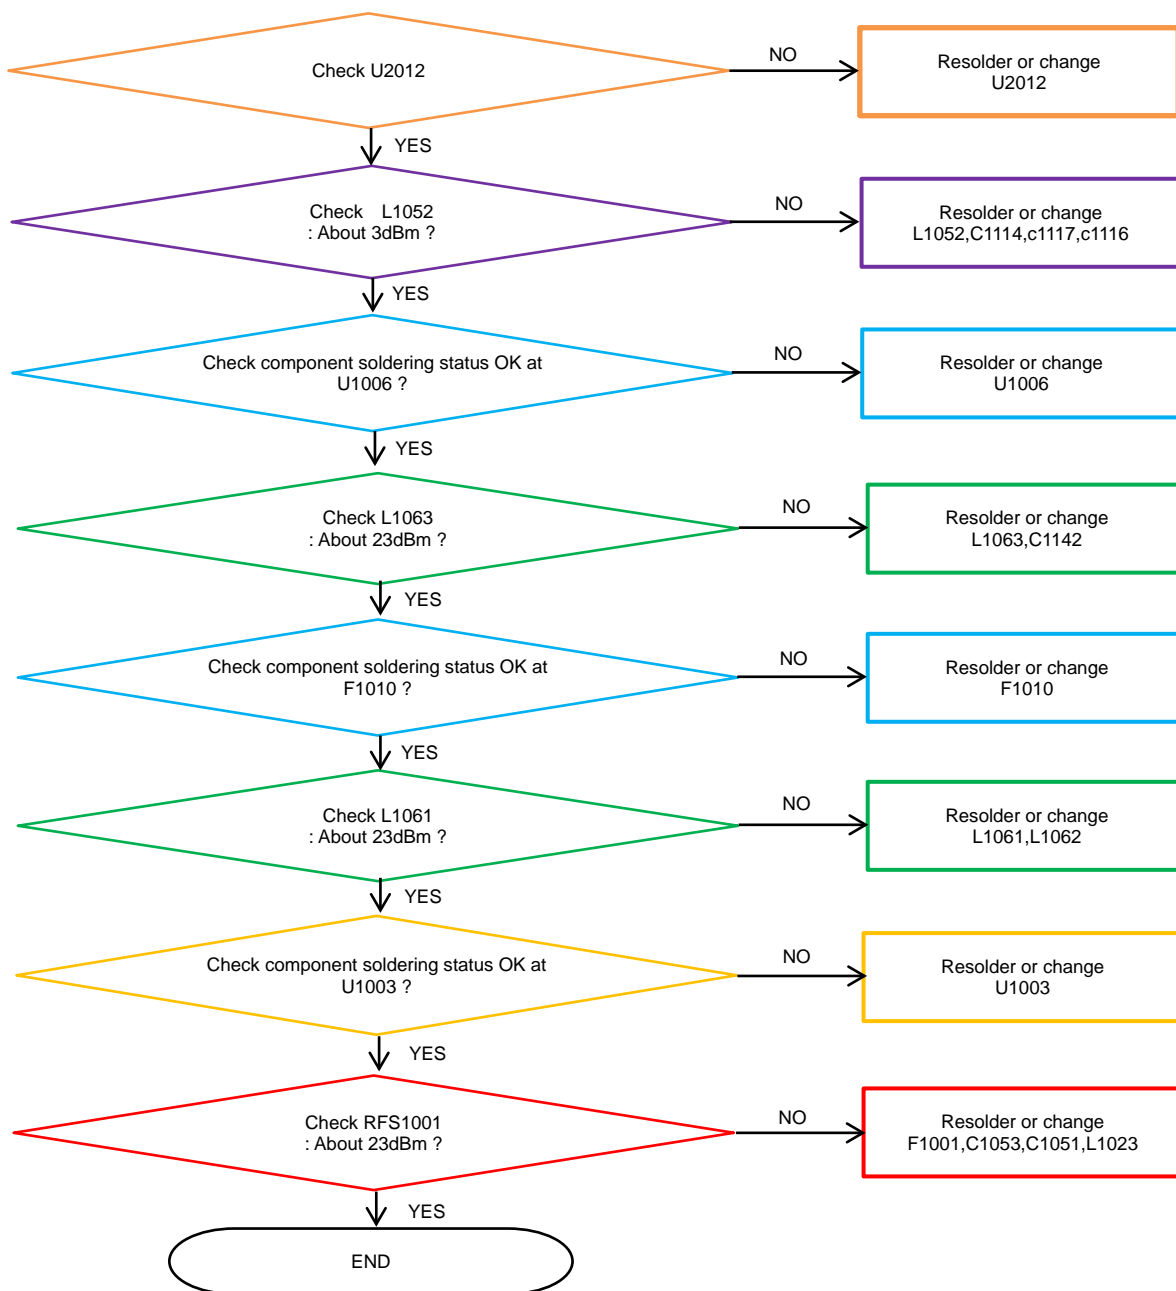 Check U2012
NO
Resolder or change
U2012
YES
Check L1052
: About 3dBm ?
NO
Resolder or change
L1052,C1114,c1117,c1116
YES
Check component soldering status OK at
U1006 ?
NO
Resolder or change
U1006
YES
Check L1063
: About 23dBm ?
NO
Resolder or change
L1063,C1142
YES
Check component soldering status OK at
F1010 ?
NO
Resolder or change
F1010
YES
Check L1061
: About 23dBm ?
NO
Resolder or change
L1061,L1062
YES
Check component soldering status OK at
U1003 ?
NO
Resolder or change
U1003
YES
Check RFS1001
: About 23dBm ?
NO
Resolder or change
F1001,C1053,C1051,L1023
YES
END